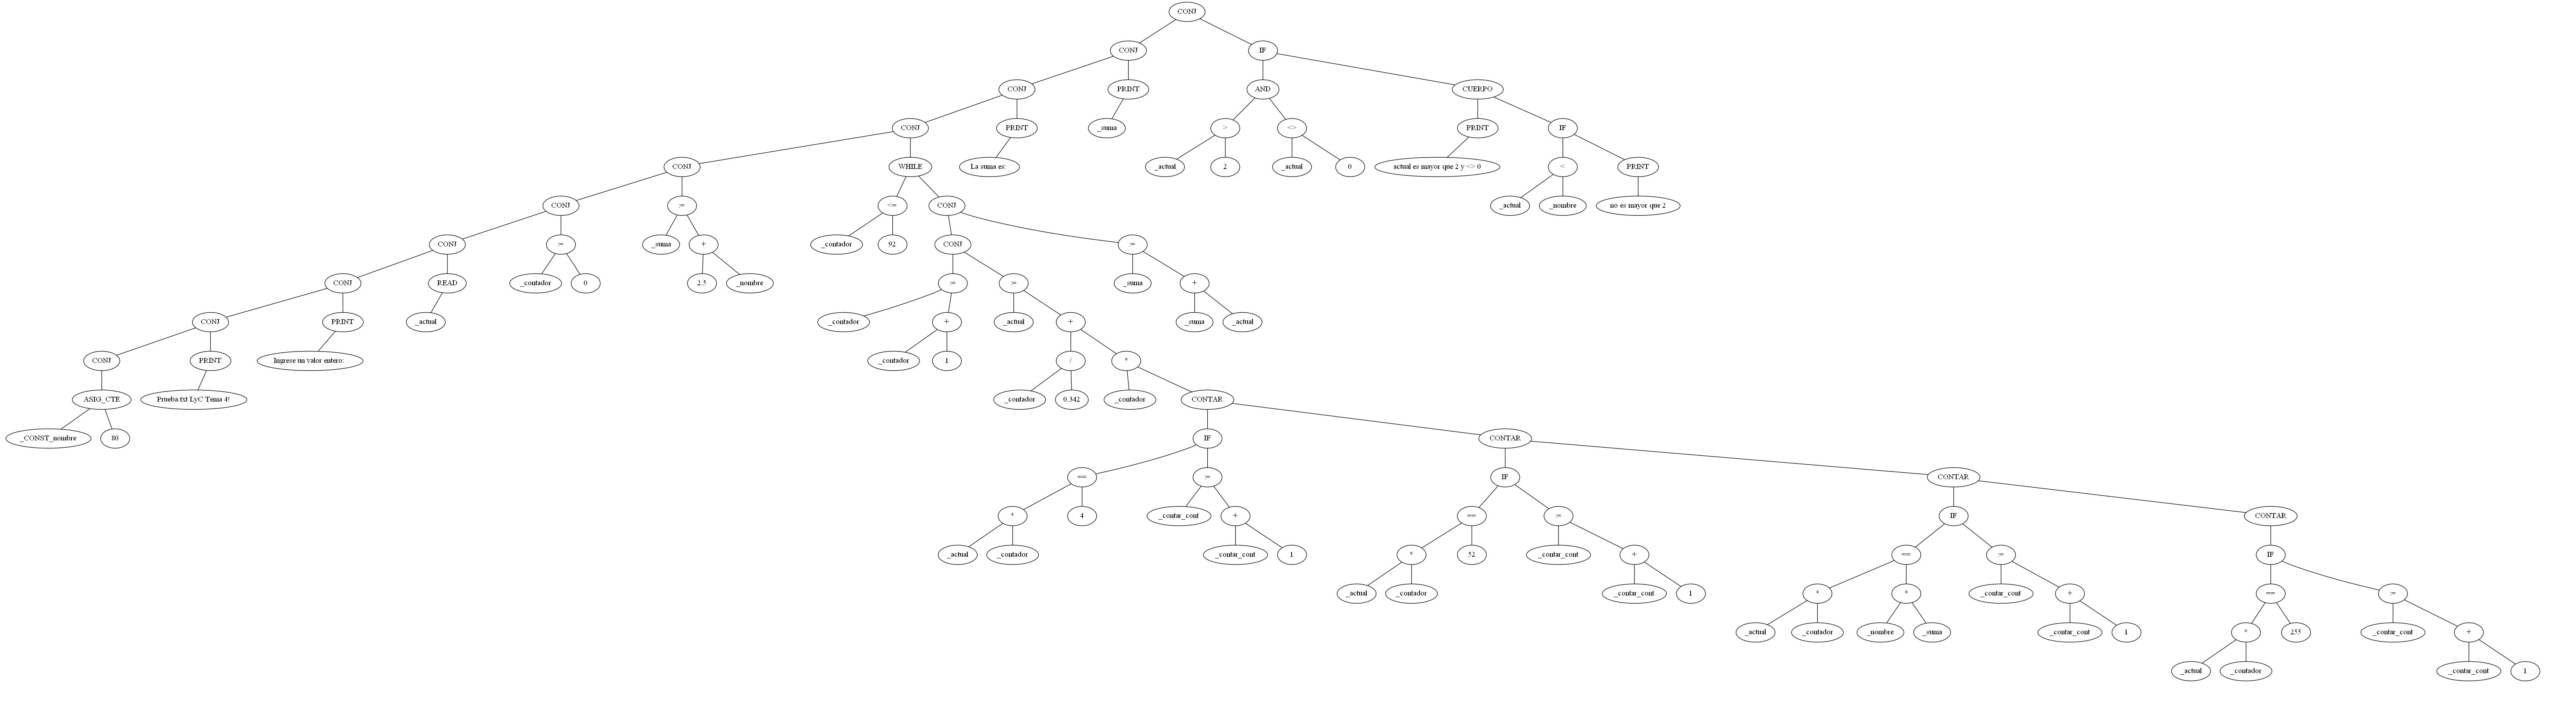 CONJ
CONJ IF
CONJ PRINT AND CUERPO
CONJ PRINT _suma > <> PRINT IF
CONJ WHILE La suma es: _actual 2 _actual 0 actual es mayor que 2 y <> 0 < PRINT
CONJ := <= CONJ _actual _nombre no es mayor que 2
CONJ := _suma + _contador 92 CONJ :=
CONJ READ _contador 0 2.5 _nombre := := _suma +
CONJ PRINT _actual _contador + _actual + _suma _actual
CONJ PRINT Ingrese un valor entero: _contador 1 / *
ASIG_CTE Prueba.txt LyC Tema 4! _contador 0.342 _contador CONTAR
_CONST_nombre 80 IF CONTAR
== := IF CONTAR
* 4 _contar_cont + == := IF CONTAR
_actual _contador _contar_cont 1 * 52 _contar_cont + == := IF
_actual _contador _contar_cont 1 * * _contar_cont + == :=
_actual _contador _nombre _suma _contar_cont 1 * 255 _contar_cont +
_actual _contador _contar_cont 1